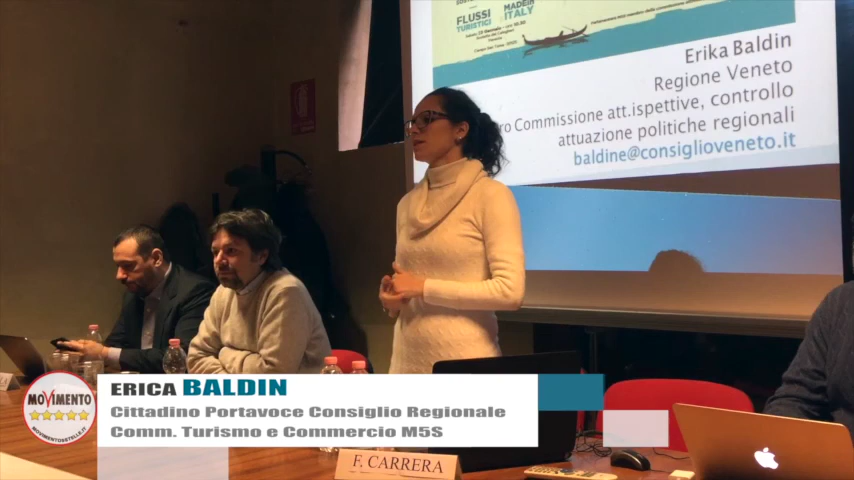 FLUSSI
TURISTICI
MADE IN
ITALY
Erika Baldin
Regione Veneto
ro Commissione att.ispettive, controllo
attuazione politiche regionali
baldine@consiglioveneto.it
MOVIMENTO
MOVIMENTO5STELLE.IT
ERICA BALDIN
Cittadino Portavoce Consiglio Regionale
Comm. Turismo e Commercio M5S
F. CARRERA